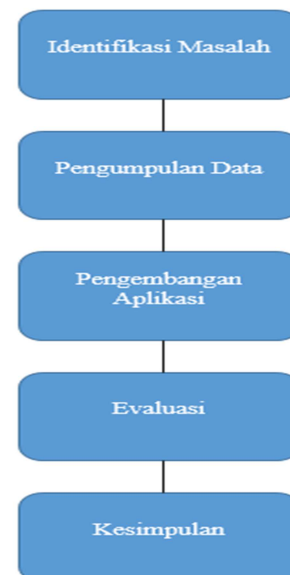 Identifikasi Masalah
Pengumpulan Data
Pengembangan
Aplikasi
Evaluasi
Kesimpulan